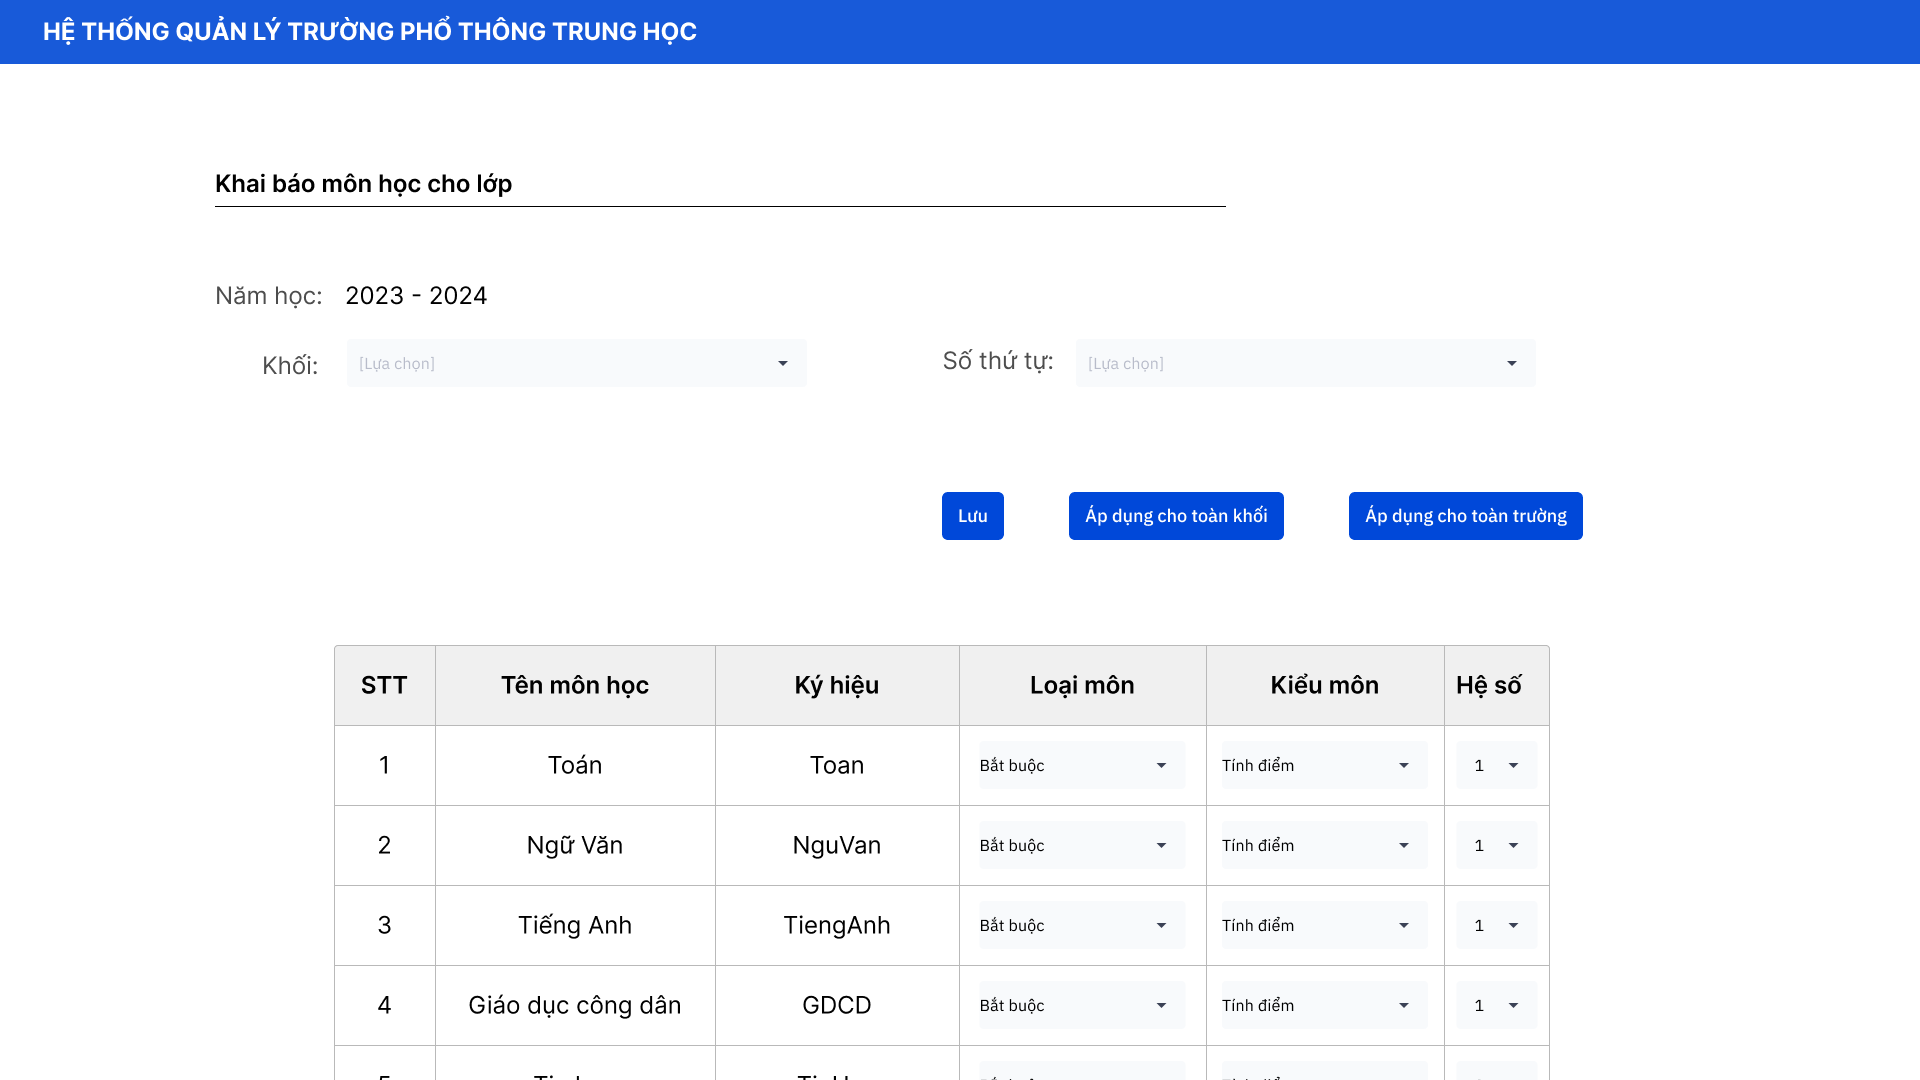 HỆ THỐNG QUẢN LÝ TRƯỜNG PHỔ THÔNG TRUNG HỌC
Khai báo môn học cho lớp
Năm học: 2023 - 2024
Khối: [Lựa chọn] Số thứ tự: [Lựa chọn]
Lưu Áp dụng cho toàn khối Áp dụng cho toàn trường
STT Tên môn học Ký hiệu Loại môn Kiểu môn Hệ số
1 Toán Toan Bắt buộc Tính điểm 1
2 Ngữ Văn NguVan Bắt buộc Tính điểm 1
3 Tiếng Anh TiengAnh Bắt buộc Tính điểm 1
4 Giáo dục công dân GDCD Bắt buộc Tính điểm 1